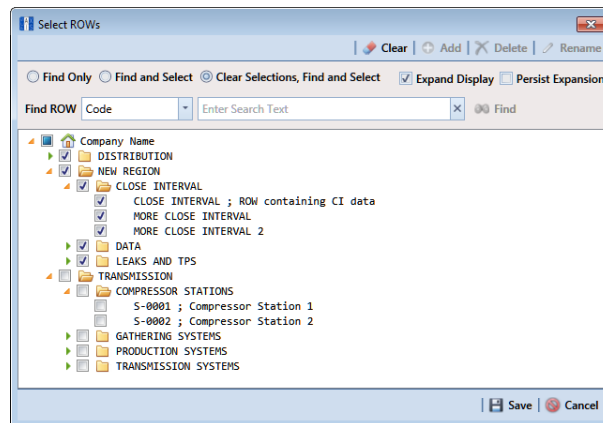 Select ROWs
Clear Add Delete Rename
Find Only Find and Select Clear Selections, Find and Select Expand Display Persist Expansion
Find ROW Code Enter Search Text Find
Company Name
DISTRIBUTION
NEW REGION
CLOSE INTERVAL
CLOSE INTERVAL ; ROW containing CI data
MORE CLOSE INTERVAL
MORE CLOSE INTERVAL 2
DATA
LEAKS AND TPS
TRANSMISSION
COMPRESSOR STATIONS
S-0001 ; Compressor Station 1
S-0002 ; Compressor Station 2
GATHERING SYSTEMS
PRODUCTION SYSTEMS
TRANSMISSION SYSTEMS
Save Cancel